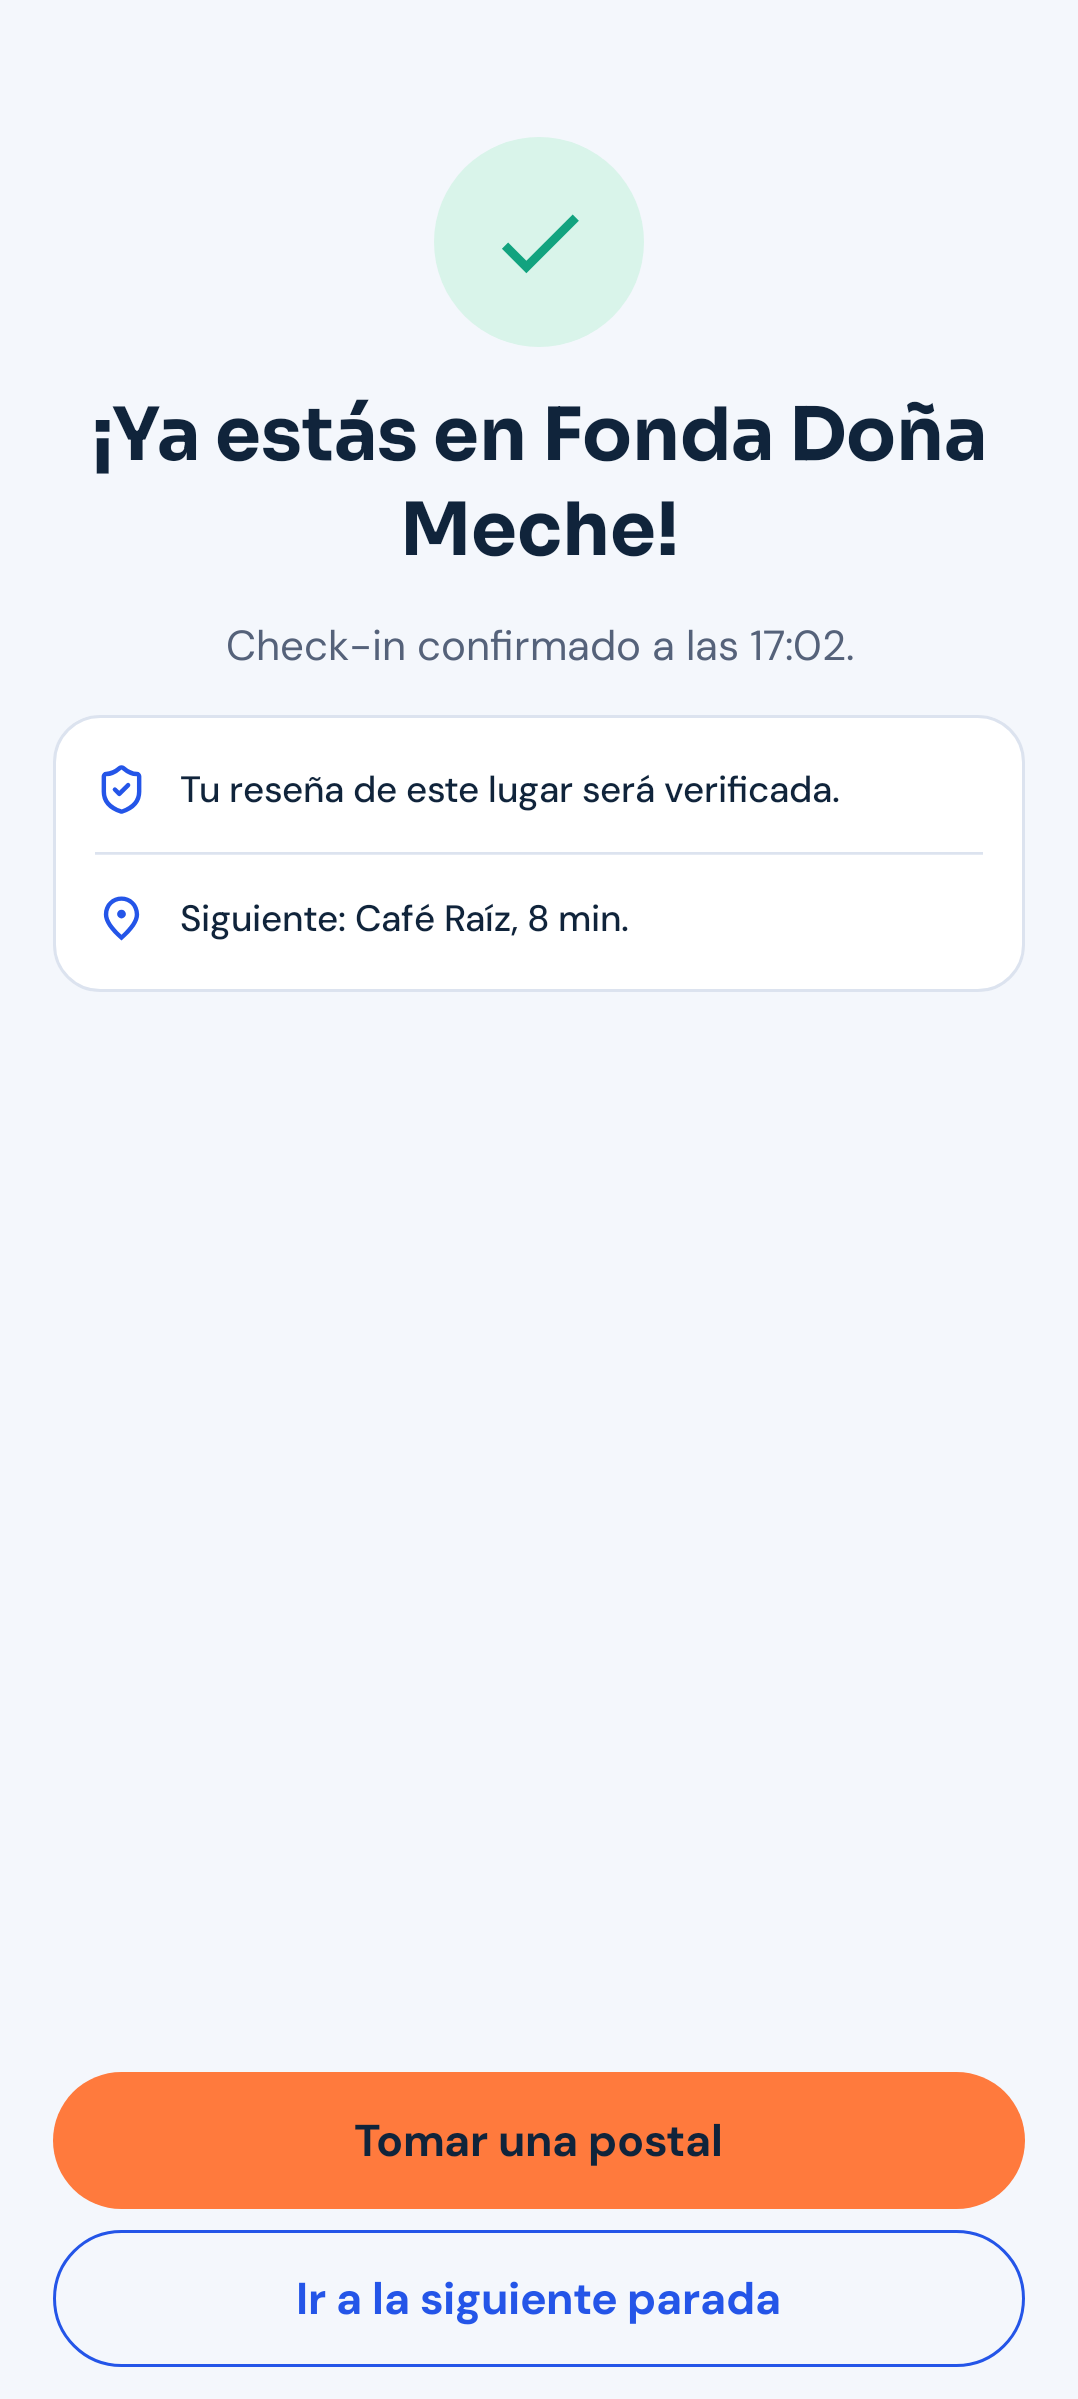 ¡Ya estás en Fonda Doña
Meche!
Check-in confirmado a las 17:02.
Tu reseña de este lugar será verificada.
Siguiente: Café Raíz, 8 min.
Tomar una postal
Ir a la siguiente parada